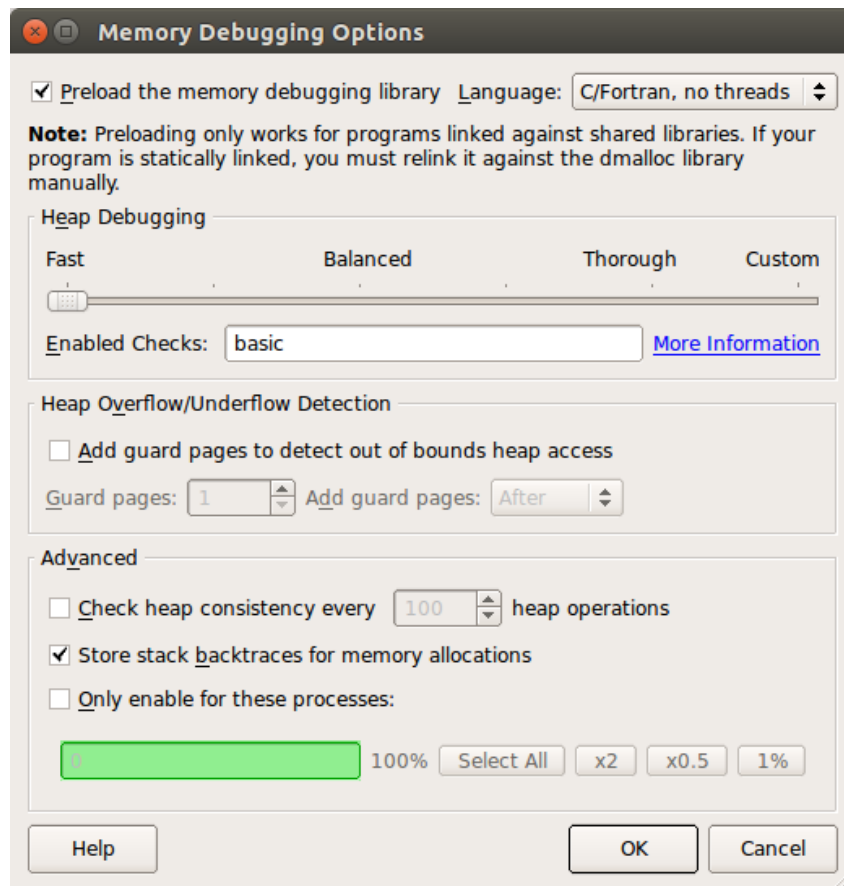 Memory Debugging Options
Preload the memory debugging library Language: C/Fortran, no threads
Note: Preloading only works for programs linked against shared libraries. If your
program is statically linked, you must relink it against the dmalloc library
manually.
Heap Debugging
Fast Balanced Thorough Custom
Enabled Checks: basic More Information
Heap Overflow/Underflow Detection
Add guard pages to detect out of bounds heap access
Guard pages: 1 Add guard pages: After
Advanced
Check heap consistency every 100 heap operations
Store stack backtraces for memory allocations
Only enable for these processes:
0 100% Select All x2 x0.5 1%
Help OK Cancel